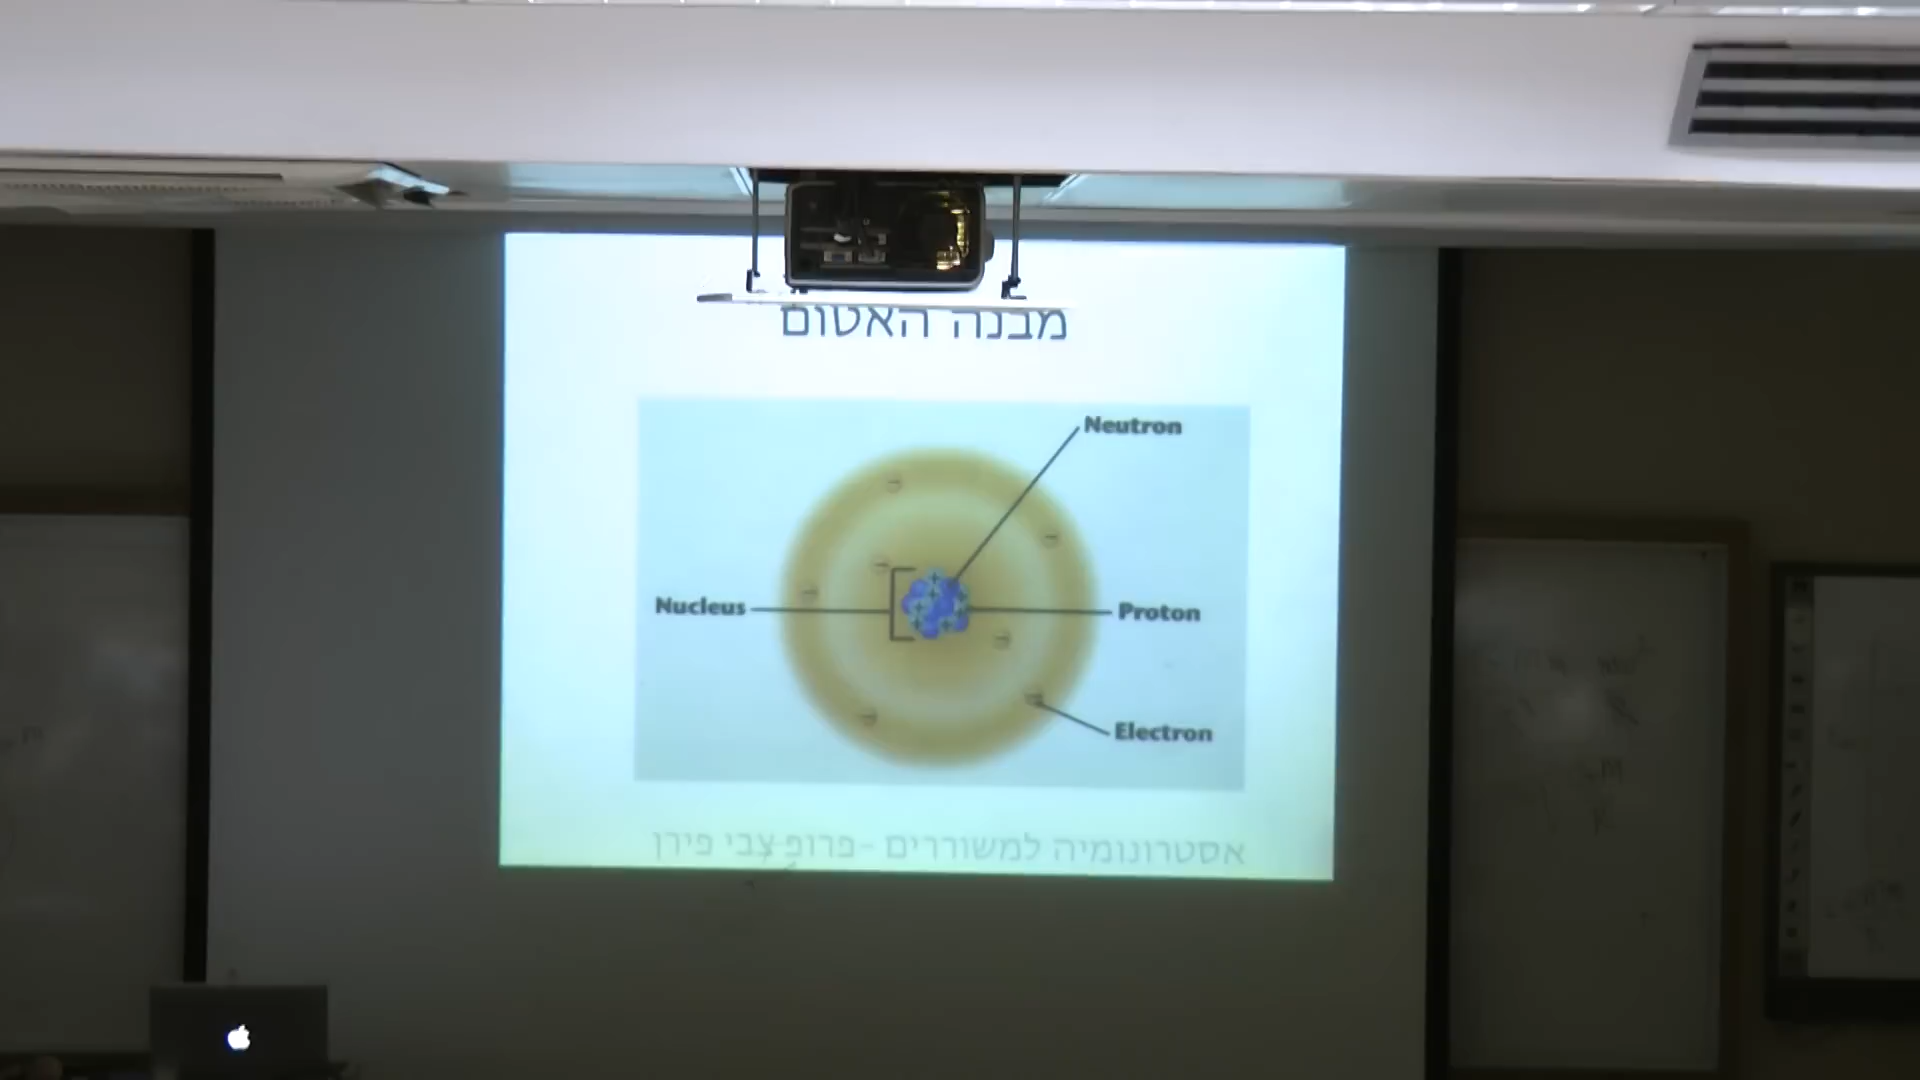 מבנה האטום
Neutron
Nucleus
Proton
Electron
אסטרונומיה למשוררים -פרופ צבי פירן